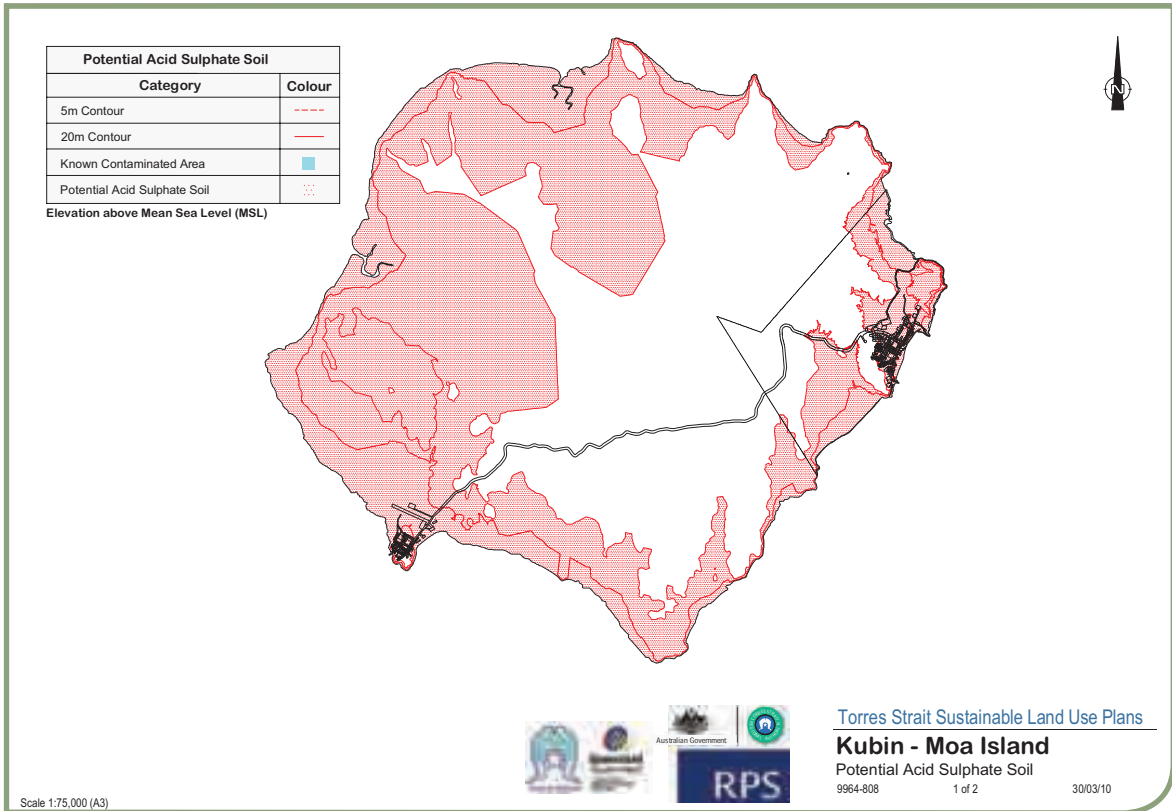 Potential Acid Sulphate Soil
Category Colour
5m Contour
20m Contour
Known Contaminated Area
Potential Acid Sulphate Soil
Elevation above Mean Sea Level (MSL)
N
Australian Government
RPS
Torres Strait Sustainable Land Use Plans
Kubin - Moa Island
Potential Acid Sulphate Soil
9964-808 1 of 2 30/03/10
Scale 1:75,000 (A3)